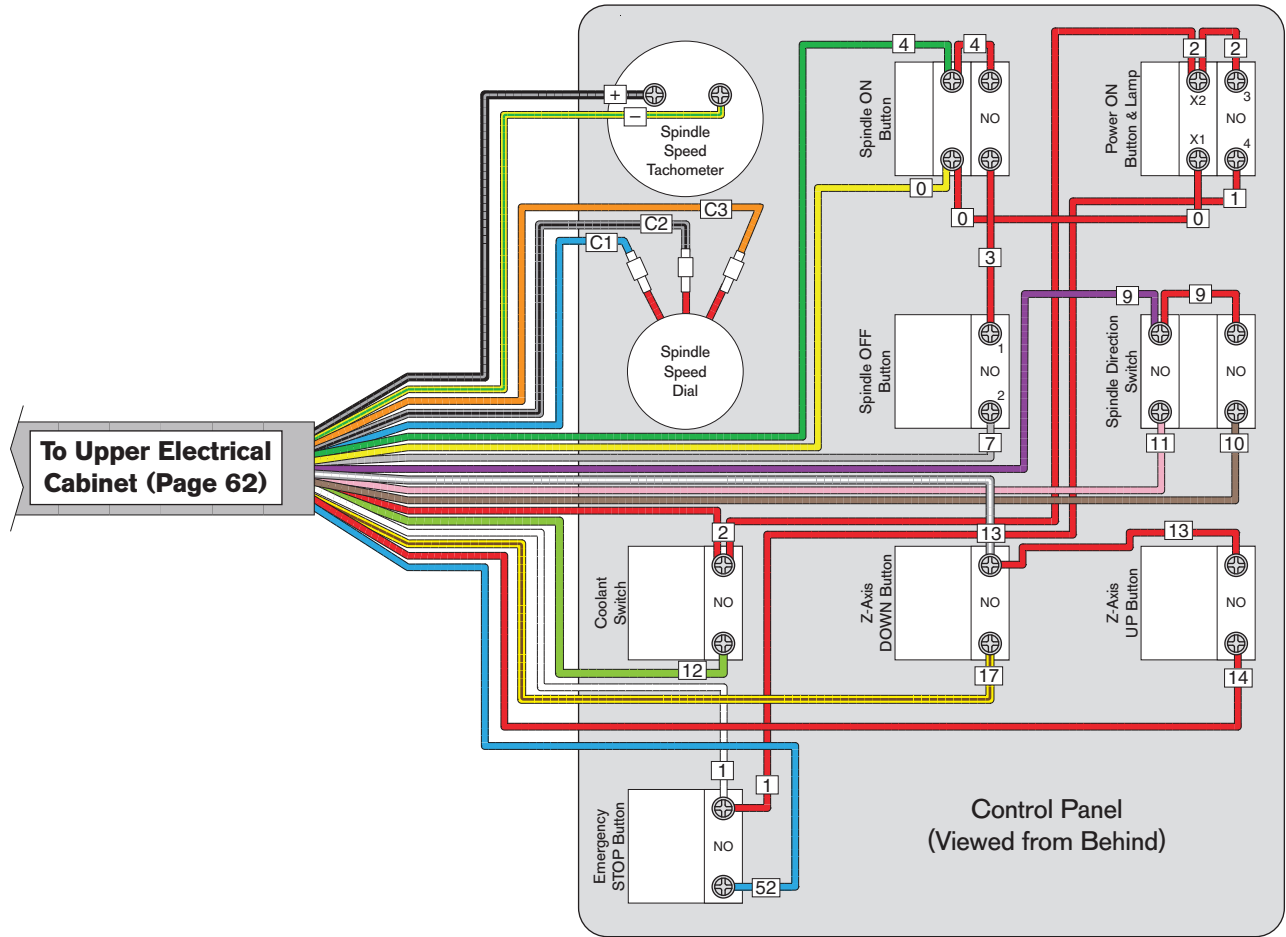 4
4
2
2
+
−
Spindle
Speed
Tachometer
Spindle ON
Button
NO
Power ON
Button & Lamp
X2
3
NO
X1
4
0
1
C3
C2
C1
0
0
3
9
9
Spindle
Speed
Dial
Spindle OFF
Button
1
NO
2
Spindle Direction
Switch
NO
NO
7
11
10
To Upper Electrical
Cabinet (Page 62)
2
13
13
Coolant
Switch
NO
Z-Axis
DOWN Button
NO
Z-Axis
UP Button
NO
12
17
14
1
1
Emergency
STOP Button
NO
52
Control Panel
(Viewed from Behind)